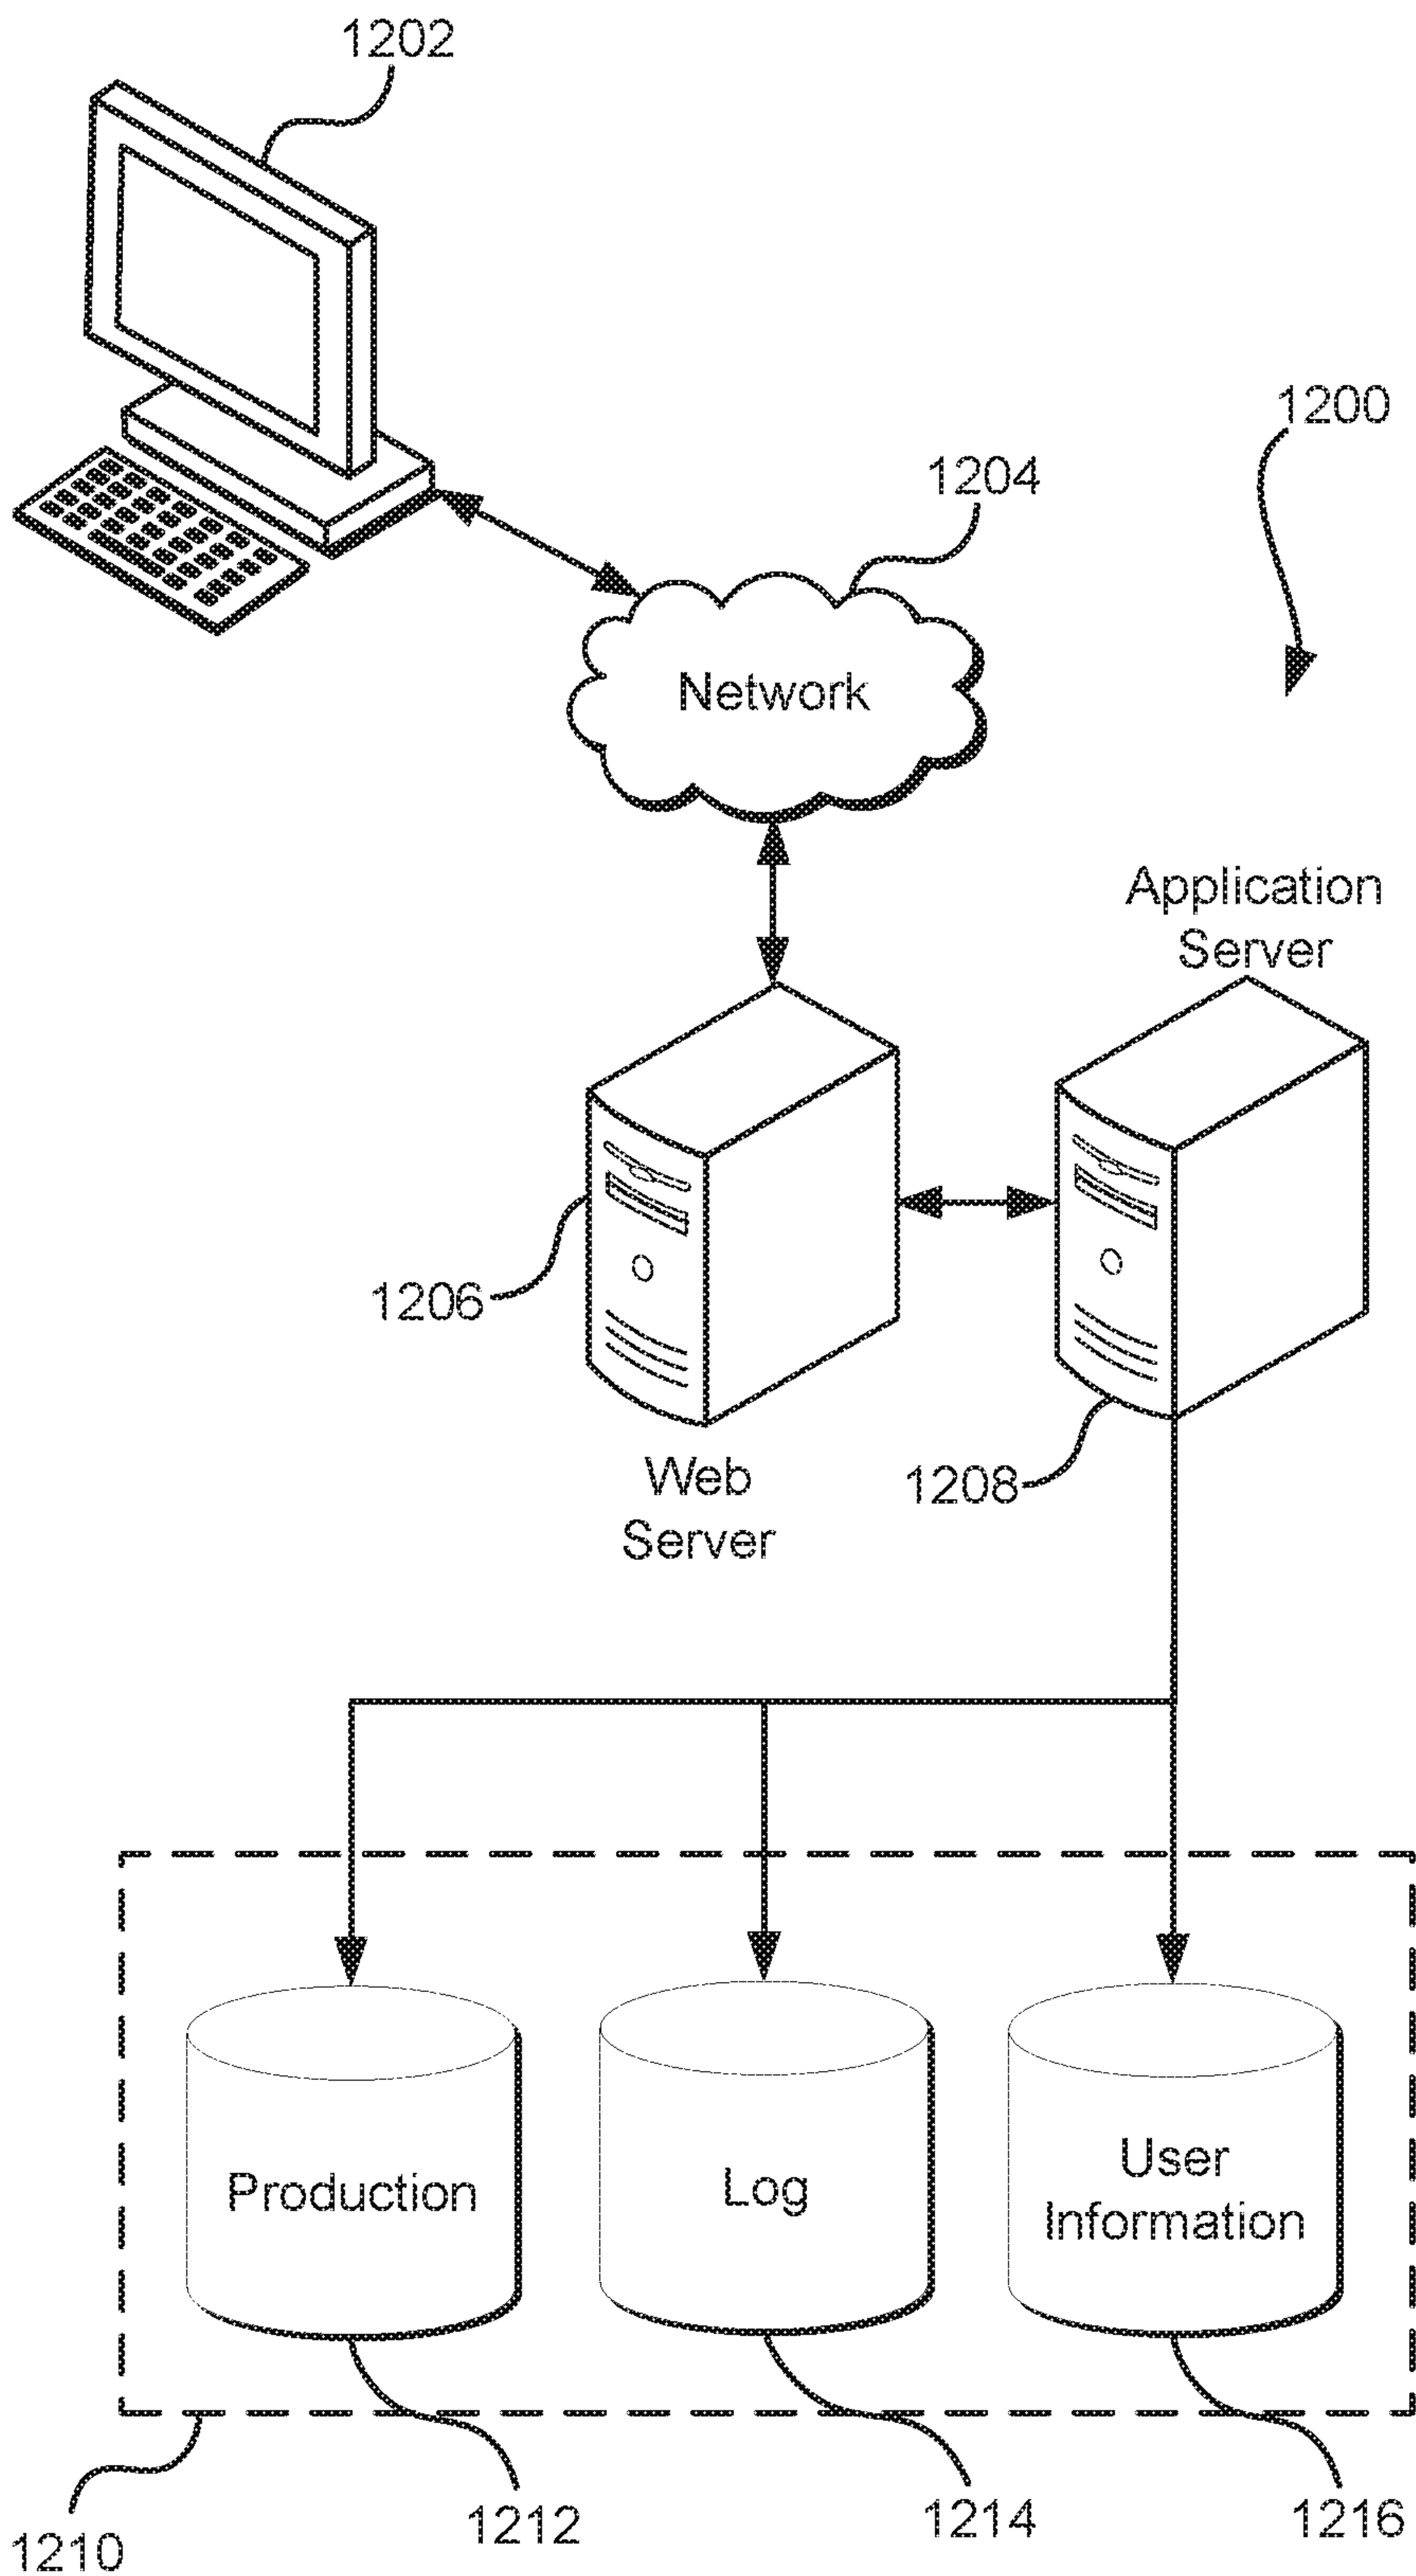 1202
1200
1204
Network
Application
Server
1206
Web
Server
1208
Production
Log
User
Information
1210
1212
1214
1216